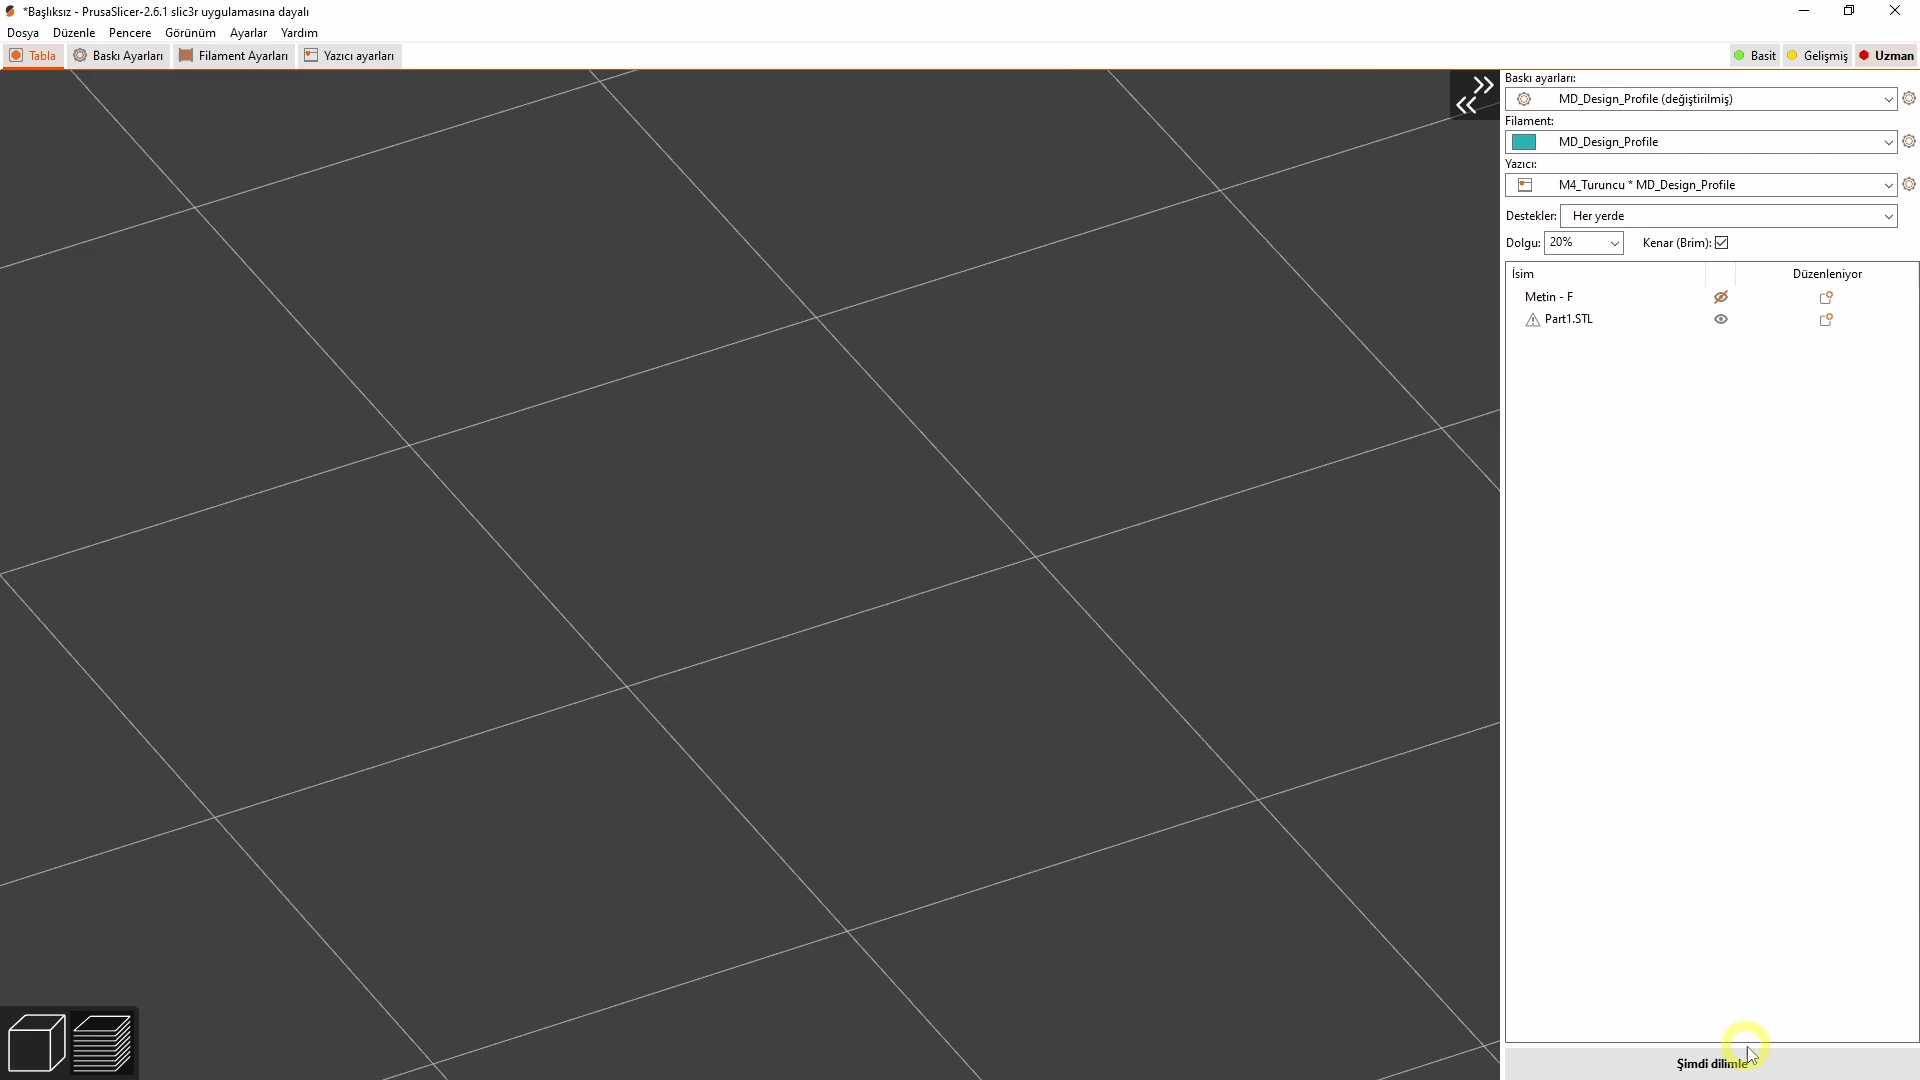 *Başlıksız - PrusaSlicer-2.6.1 slic3r uygulamasına dayalı
Dosya Düzenle Pencere Görünüm Ayarlar Yardım
Tabla Baskı Ayarları Filament Ayarları Yazıcı ayarları Basit Gelişmiş Uzman
Baskı ayarları:
MD_Design_Profile (değiştirilmiş)
Filament:
MD_Design_Profile
Yazıcı:
M4_Turuncu * MD_Design_Profile
Destekler: Her yerde
Dolgu: 20% Kenar (Brim):
İsim Düzenleniyor
Metin - F
Part1.STL
Şimdi dilimle